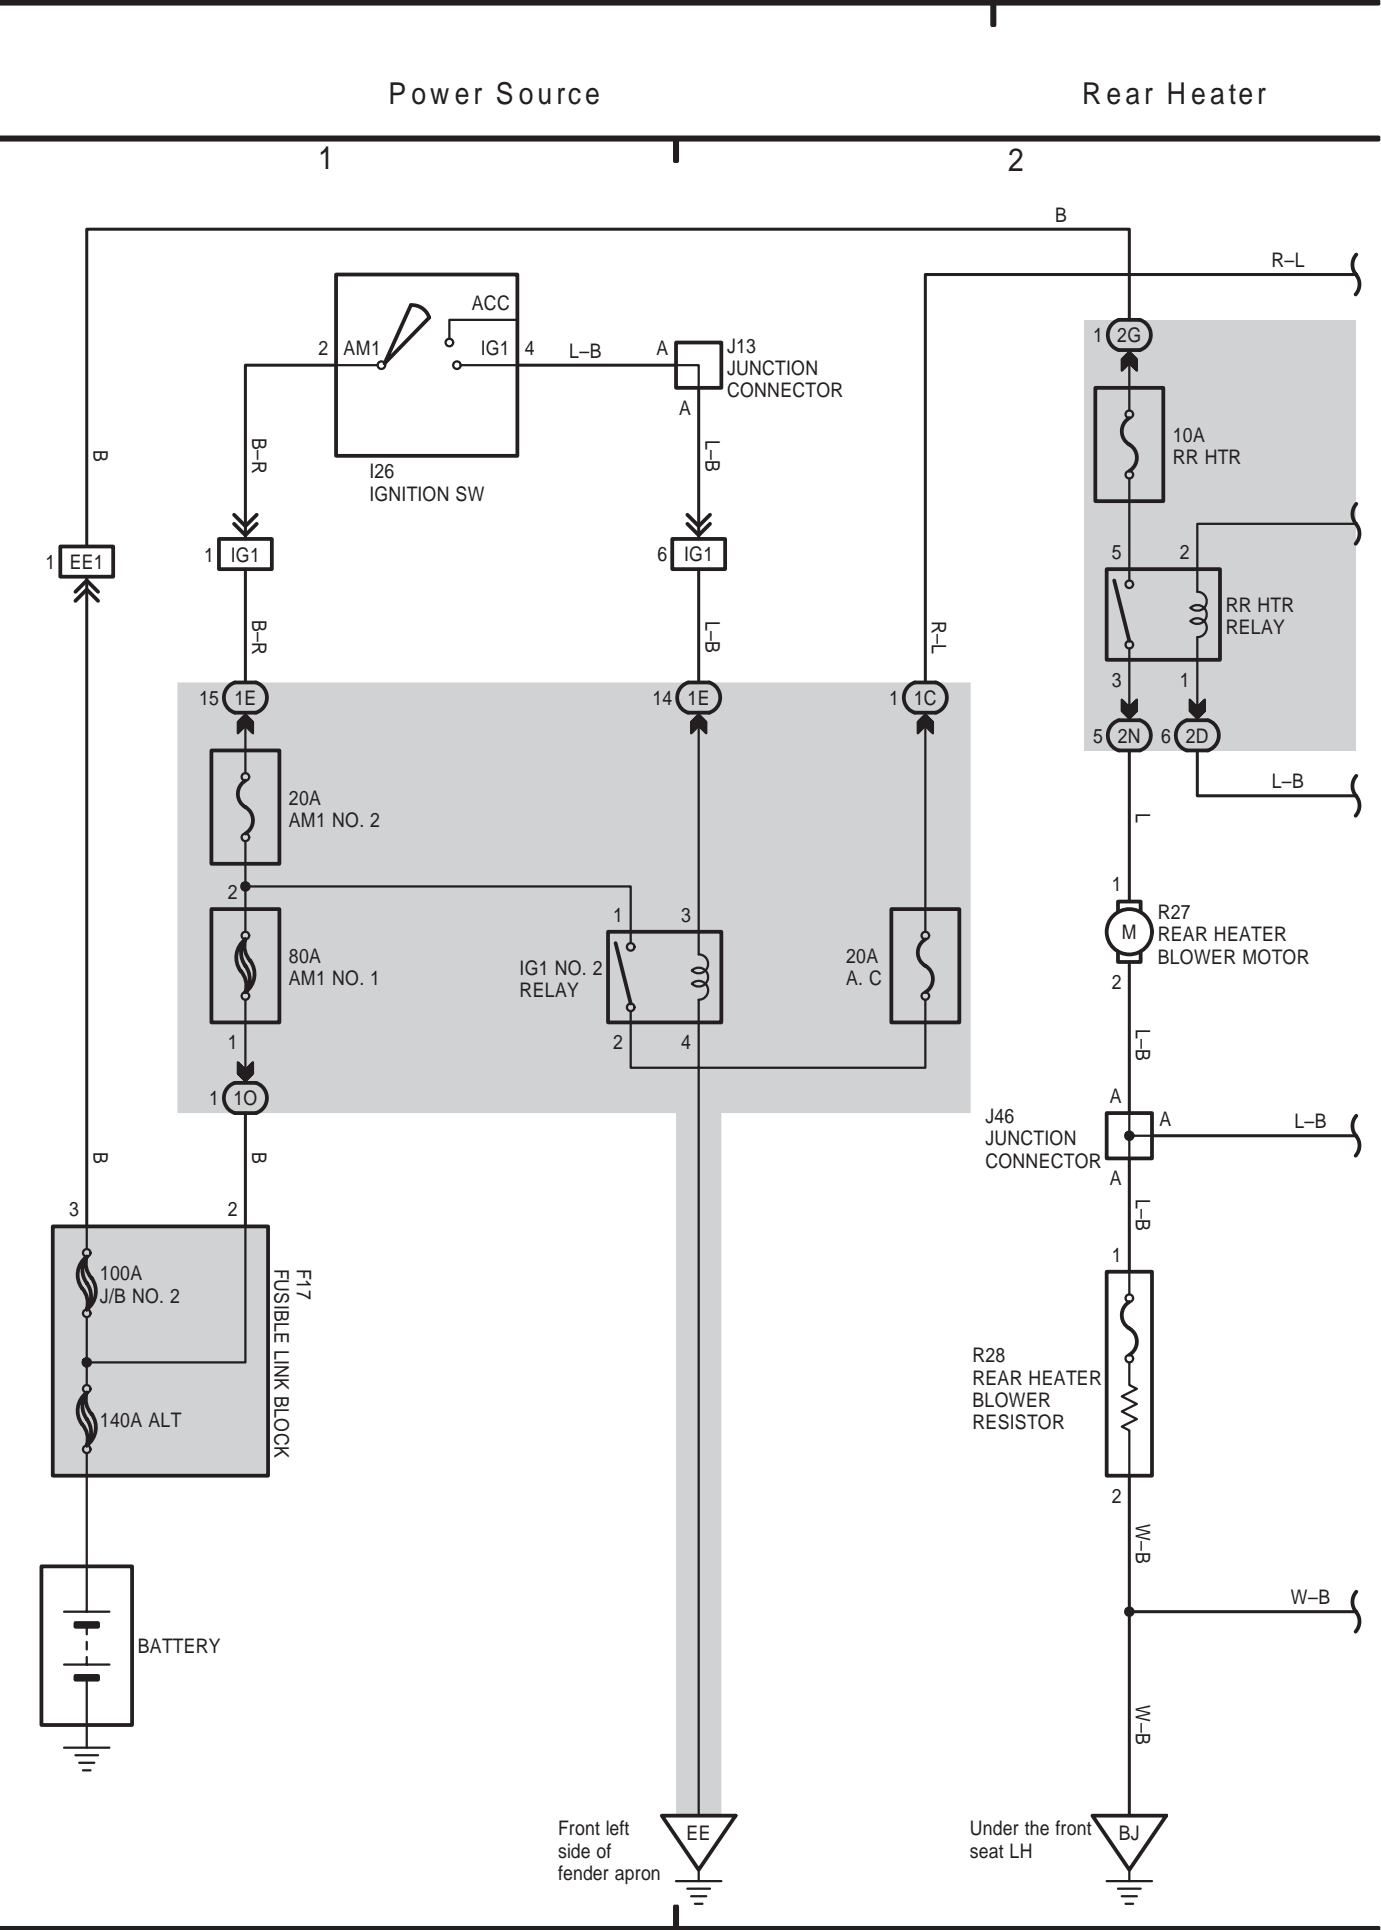 Power Source
Rear Heater
1
2
B
R–L
ACC
2
AM1
IG1
4
L–B
A
J13
JUNCTION
CONNECTOR
A
1
2G
10A
RR HTR
B
B–R
L–B
I26
IGNITION SW
1
EE1
1
IG1
6
IG1
5
2
RR HTR
RELAY
B–R
L–B
R–L
3
1
15
1E
14
1E
1
1C
5
2N
6
2D
L–B
20A
AM1 NO. 2
L
2
1
3
1
R27
REAR HEATER
BLOWER MOTOR
M
80A
AM1 NO. 1
IG1 NO. 2
RELAY
20A
A. C
2
1
2
4
L–B
1
1O
A
A
L–B
J46
JUNCTION
CONNECTOR
A
B
B
3
2
L–B
1
100A
J/B NO. 2
140A ALT
F17
FUSIBLE LINK BLOCK
R28
REAR HEATER
BLOWER
RESISTOR
2
W–B
W–B
BATTERY
W–B
Front left
side of
fender apron
EE
Under the front
seat LH
BJ